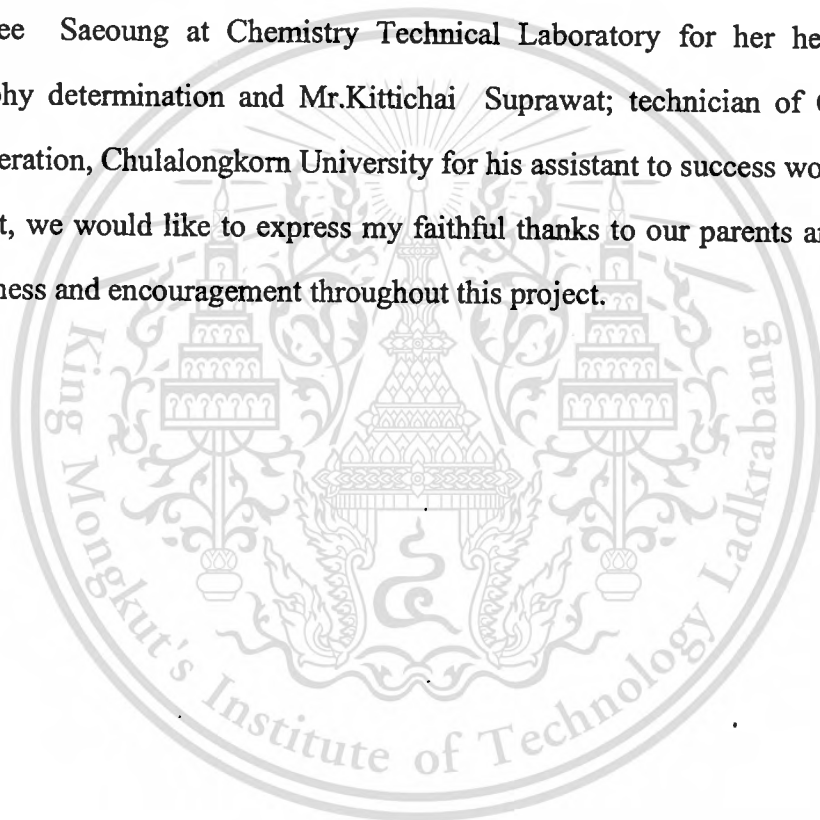 ee Saeoung at Chemistry Technical Laboratory for her he
phy determination and Mr.Kittichai Suprawat; technician of
eration, Chulalongkorn University for his assistant to success wo
t, we would like to express my faithful thanks to our parents a
ness and encouragement throughout this project.
King Mongkut's Institute of Technology Ladkrabang